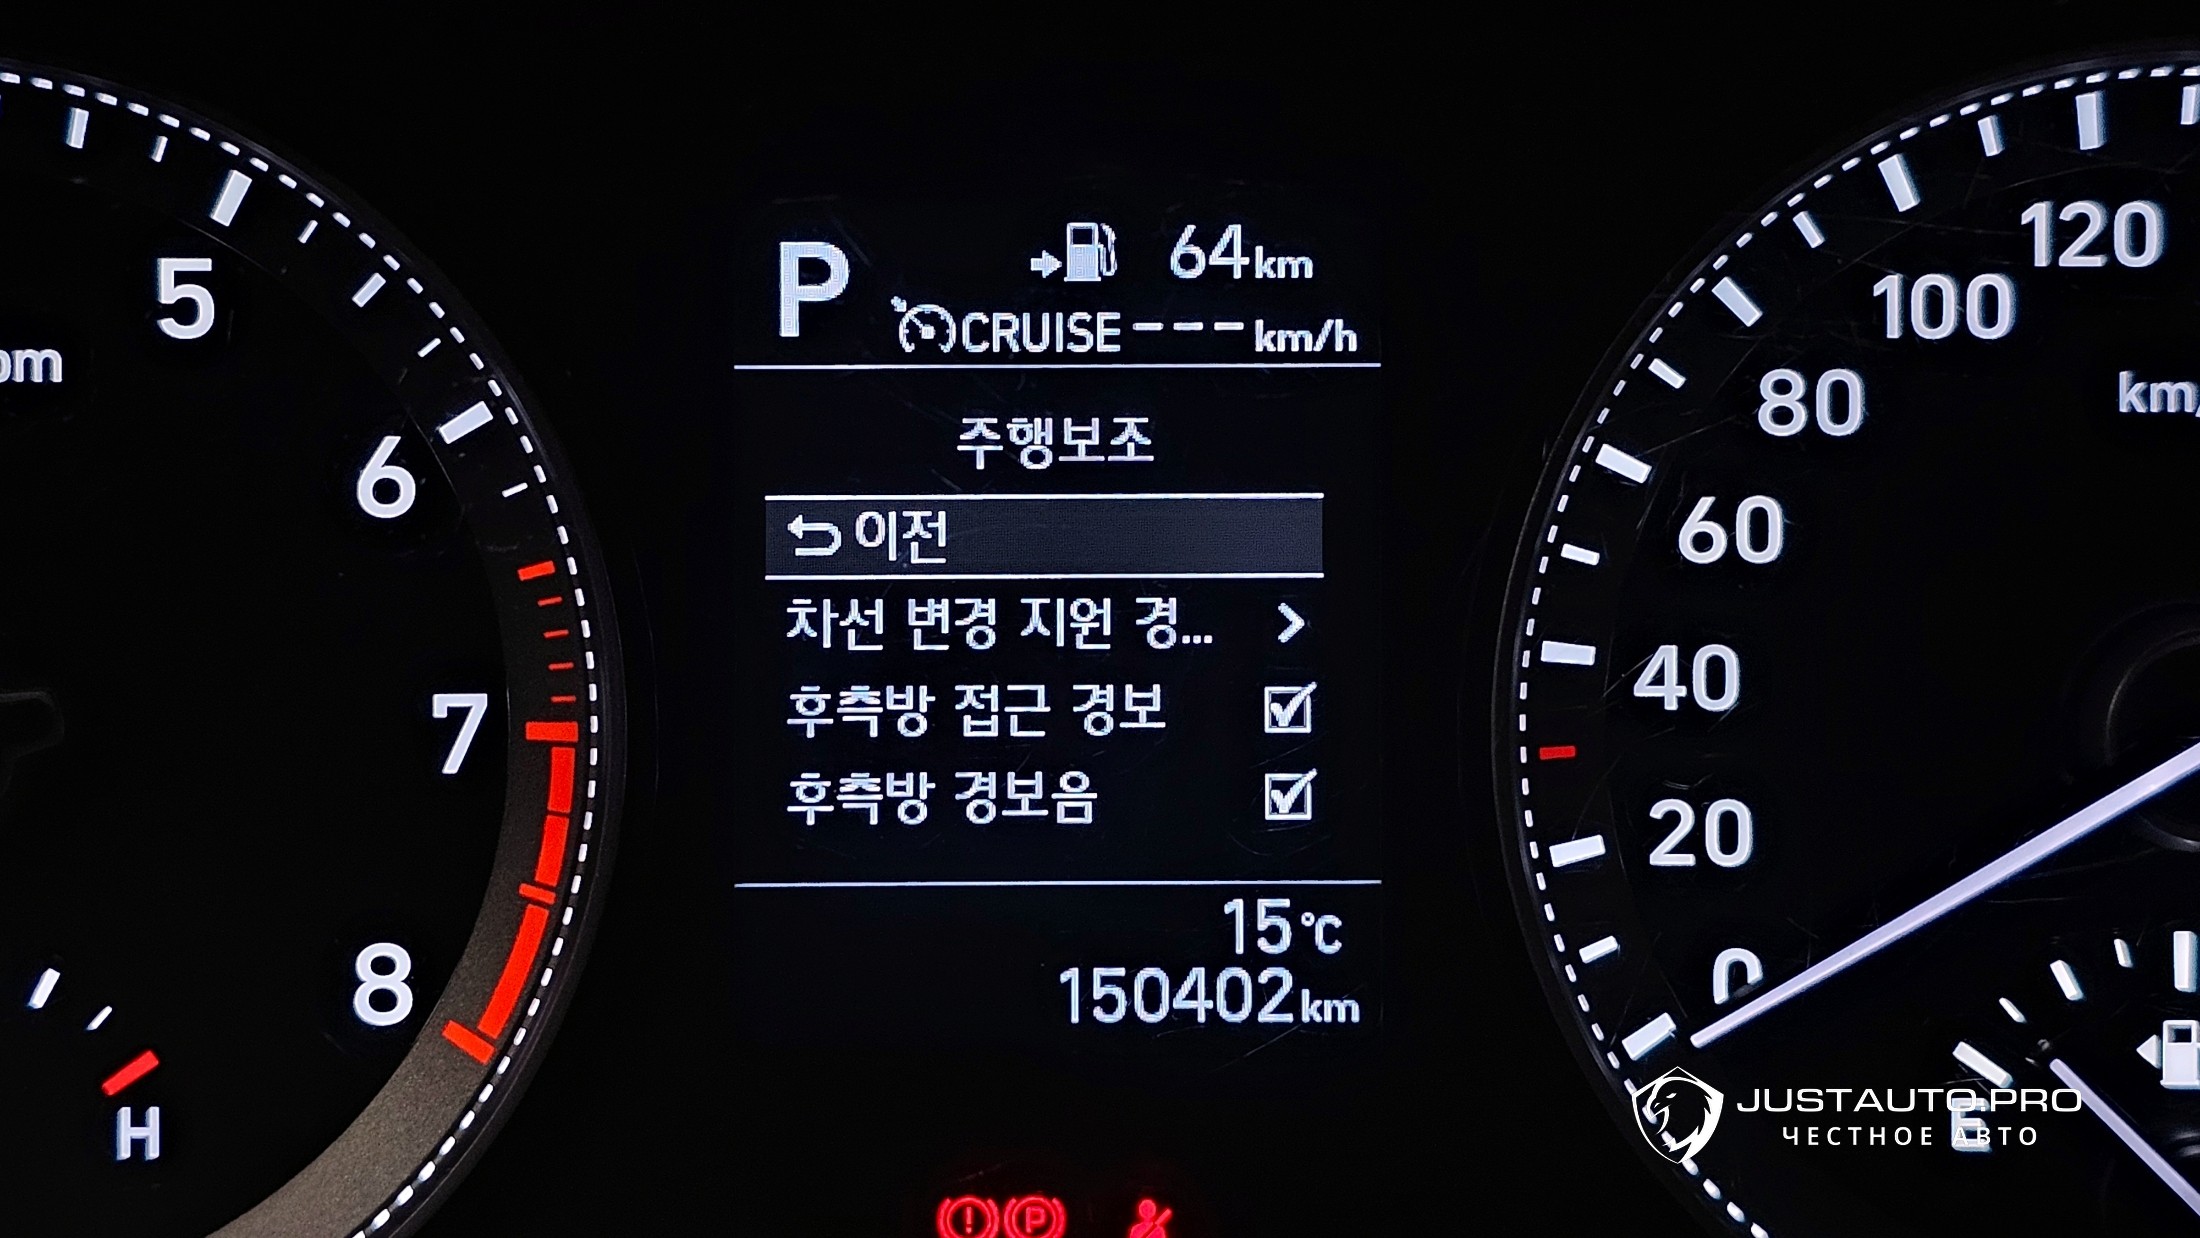 P
64km
CRUISE---km/h
주행보조
이전
차선 변경 지원 경...
후측방 접근 경보
후측방 경보음
15℃
150402km
5
6
7
8
H
120
100
80
60
40
20
0
E
P
JUSTAUTO.PRO
ЧЕСТНОЕ АВТО